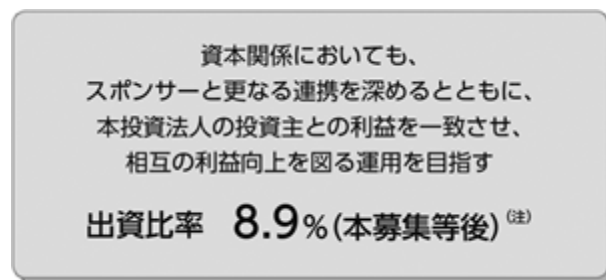 資本関係においても、
スポンサーと更なる連携を深めるとともに、
本投資法人の投資主との利益を一致させ、
相互の利益向上を図る運用を目指す
出資比率 8.9%(本募集等後)(注)